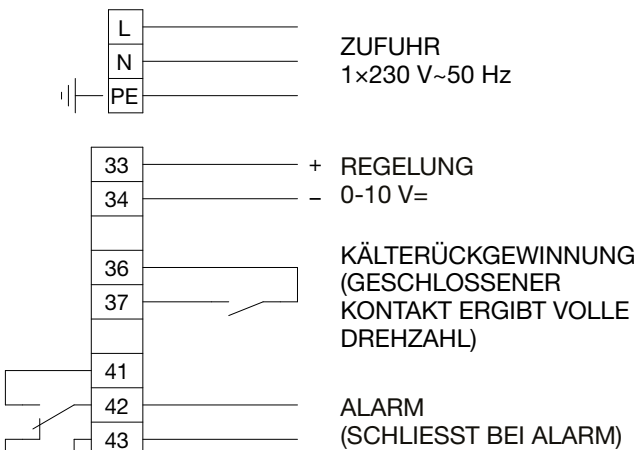 L
N
PE
ZUFUHR
1×230 V~50 Hz
33
34
+
–
REGELUNG
0-10 V=
36
37
KÄLTERÜCKGEWINNUNG
(GESCHLOSSENER
KONTAKT ERGIBT VOLLE
DREHZAHL)
41
42
43
ALARM
(SCHLIESST BEI ALARM)